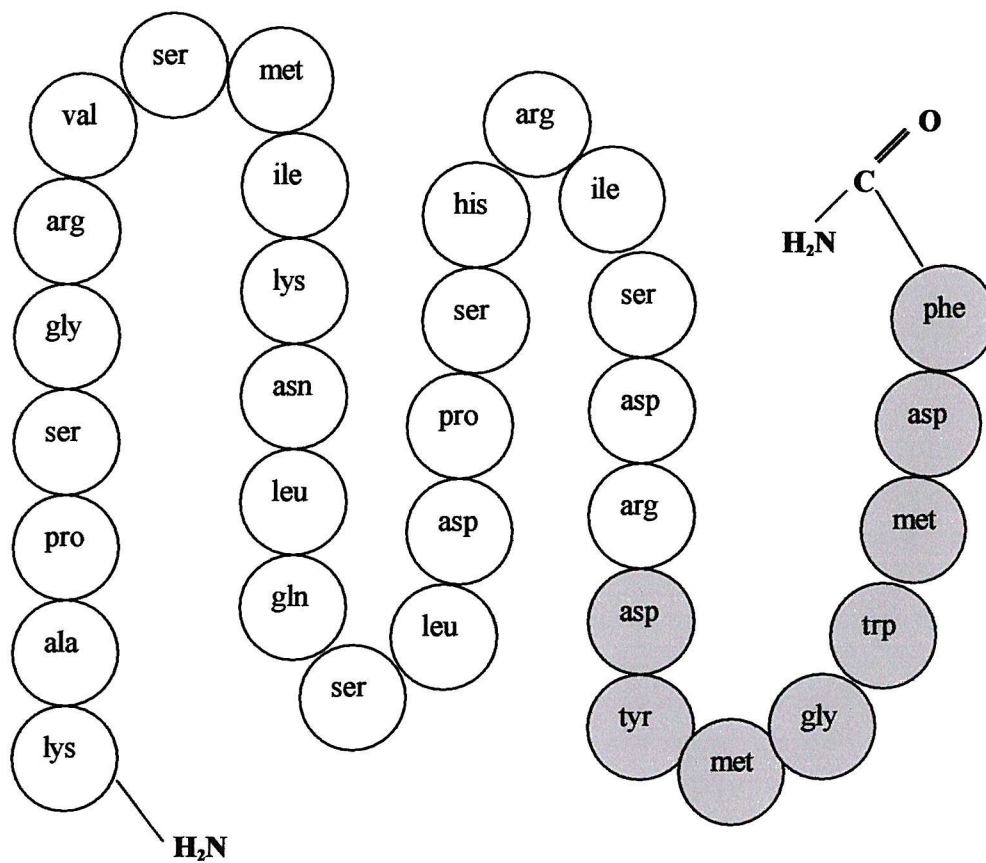 lys
ala
pro
ser
gly
arg
val
ser
met
ile
lys
asn
leu
gln
ser
leu
asp
pro
ser
his
arg
ile
ser
asp
arg
asp
tyr
met
gly
trp
met
asp
phe
C
O
H₂N
H₂N